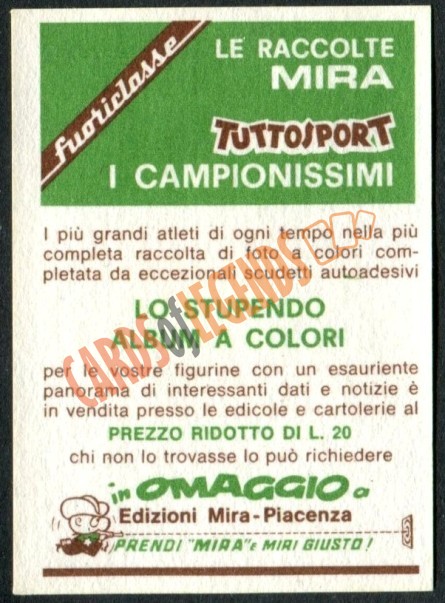 fuoriclasse
LE RACCOLTE
MIRA
TUTTOSPORT
I CAMPIONISSIMI
I più grandi atleti di ogni tempo nella più
completa raccolta di foto a colori com-
pletata da eccezionali scudetti autoadesivi
LO STUPENDO
ALBUM A COLORI
per le vostre figurine con un esauriente
panorama di interessanti dati e notizie è
in vendita presso le edicole e cartolerie al
PREZZO RIDOTTO DI L. 20
chi non lo trovasse lo può richiedere
in OMAGGIO a
Edizioni Mira-Piacenza
PRENDI "MIRA" e MIRI GIUSTO!
CARDS of LEGENDS